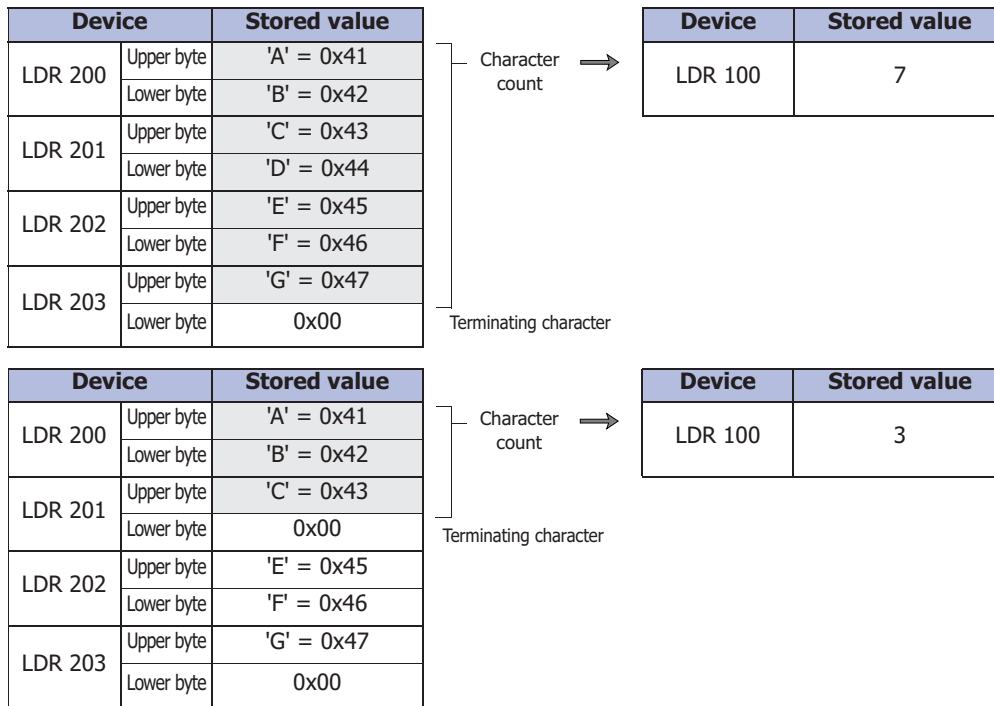 Device Stored value
LDR 200 Upper byte 'A' = 0x41
Lower byte 'B' = 0x42
LDR 201 Upper byte 'C' = 0x43
Lower byte 'D' = 0x44
LDR 202 Upper byte 'E' = 0x45
Lower byte 'F' = 0x46
LDR 203 Upper byte 'G' = 0x47
Lower byte 0x00
Character
count
Terminating character
Device Stored value
LDR 100 7
Device Stored value
LDR 200 Upper byte 'A' = 0x41
Lower byte 'B' = 0x42
LDR 201 Upper byte 'C' = 0x43
Lower byte 0x00
LDR 202 Upper byte 'E' = 0x45
Lower byte 'F' = 0x46
LDR 203 Upper byte 'G' = 0x47
Lower byte 0x00
Character
count
Terminating character
Device Stored value
LDR 100 3